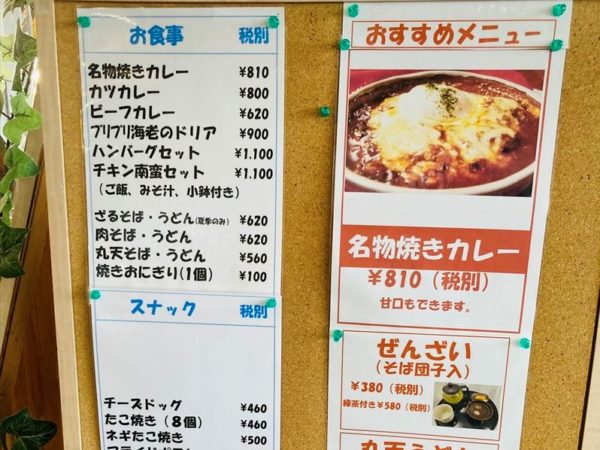 お食事 税別
名物焼きカレー ¥810
カツカレー ¥800
ビーフカレー ¥620
プリプリ海老のドリア ¥900
ハンバーグセット ¥1.100
チキン南蛮セット ¥1.100
(ご飯、みそ汁、小鉢付き)
ざるそば・うどん(夏季のみ) ¥620
肉そば・うどん ¥620
丸天そば・うどん ¥560
焼きおにぎり(1個) ¥100
スナック 税別
チーズドッグ ¥460
たこ焼き(8個) ¥460
ネギたこ焼き ¥500
おすすめメニュー
名物焼きカレー
¥810(税別)
甘口もできます。
ぜんざい
(そば団子入)
¥380(税別)
緑茶付き¥580(税別)
丸天うどん